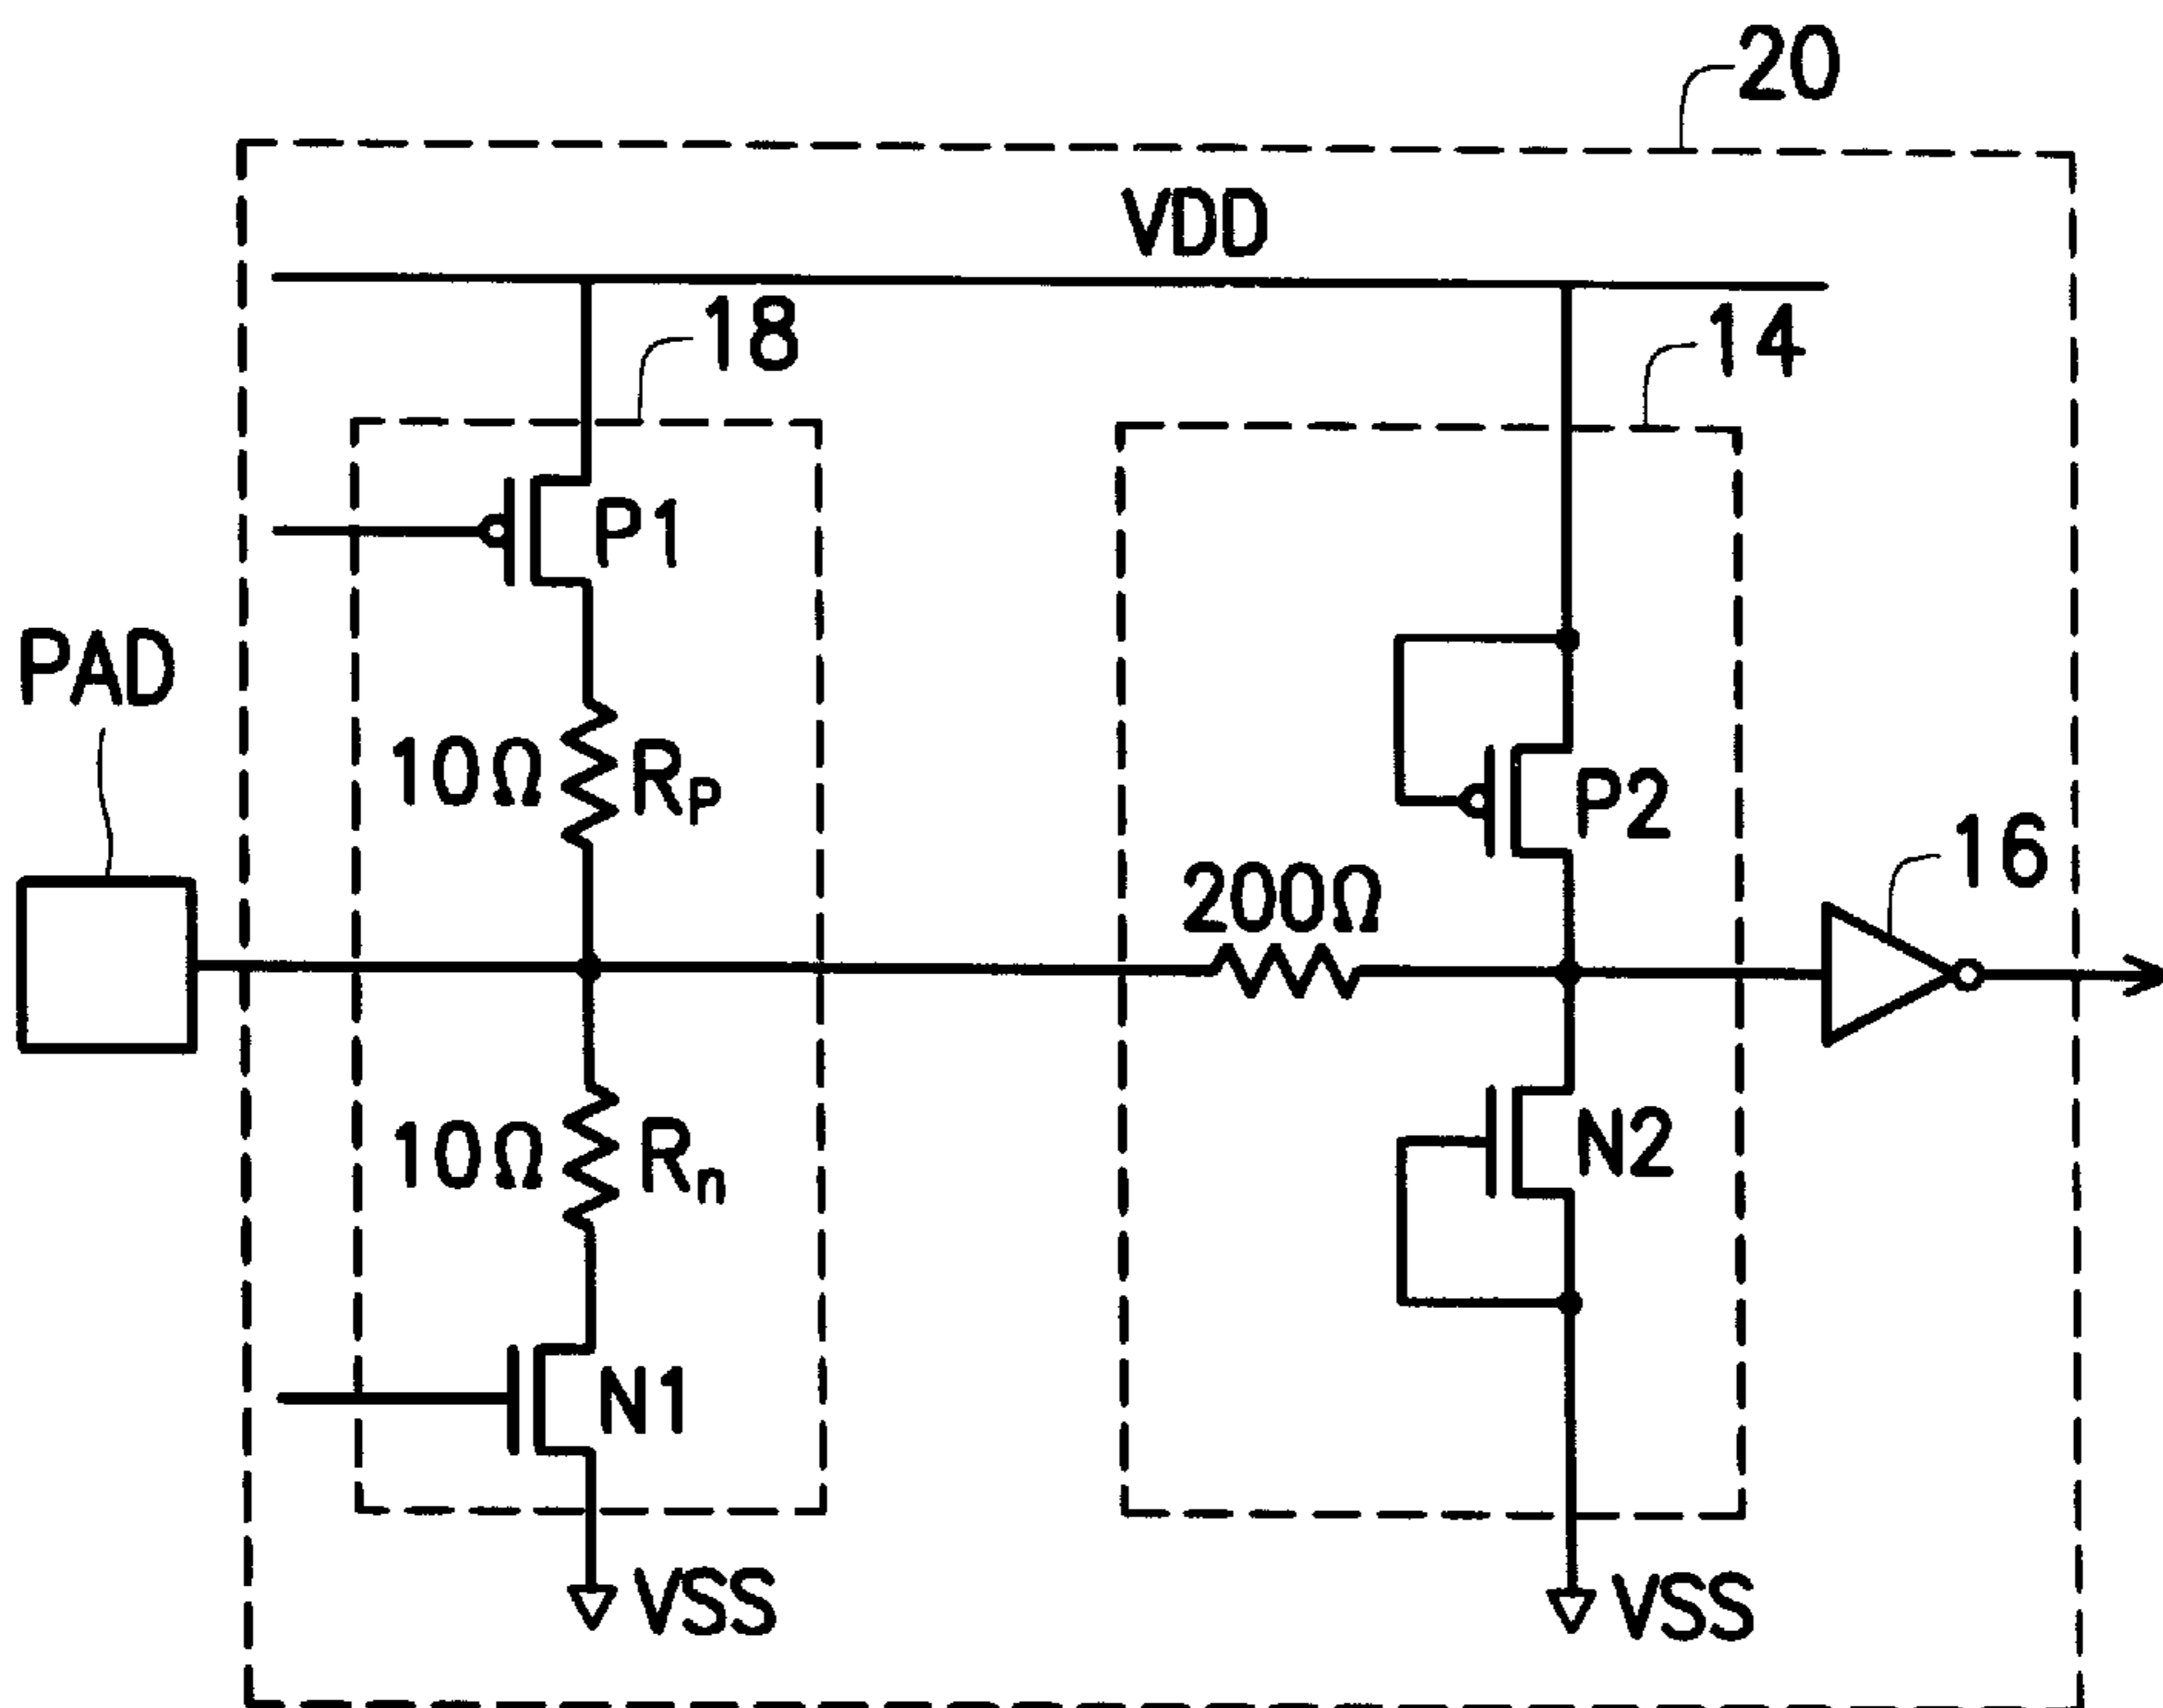 20
VDD
18
14
P1
PAD
10Ω Rp
P2
200Ω
16
10Ω Rn
N2
N1
VSS
VSS